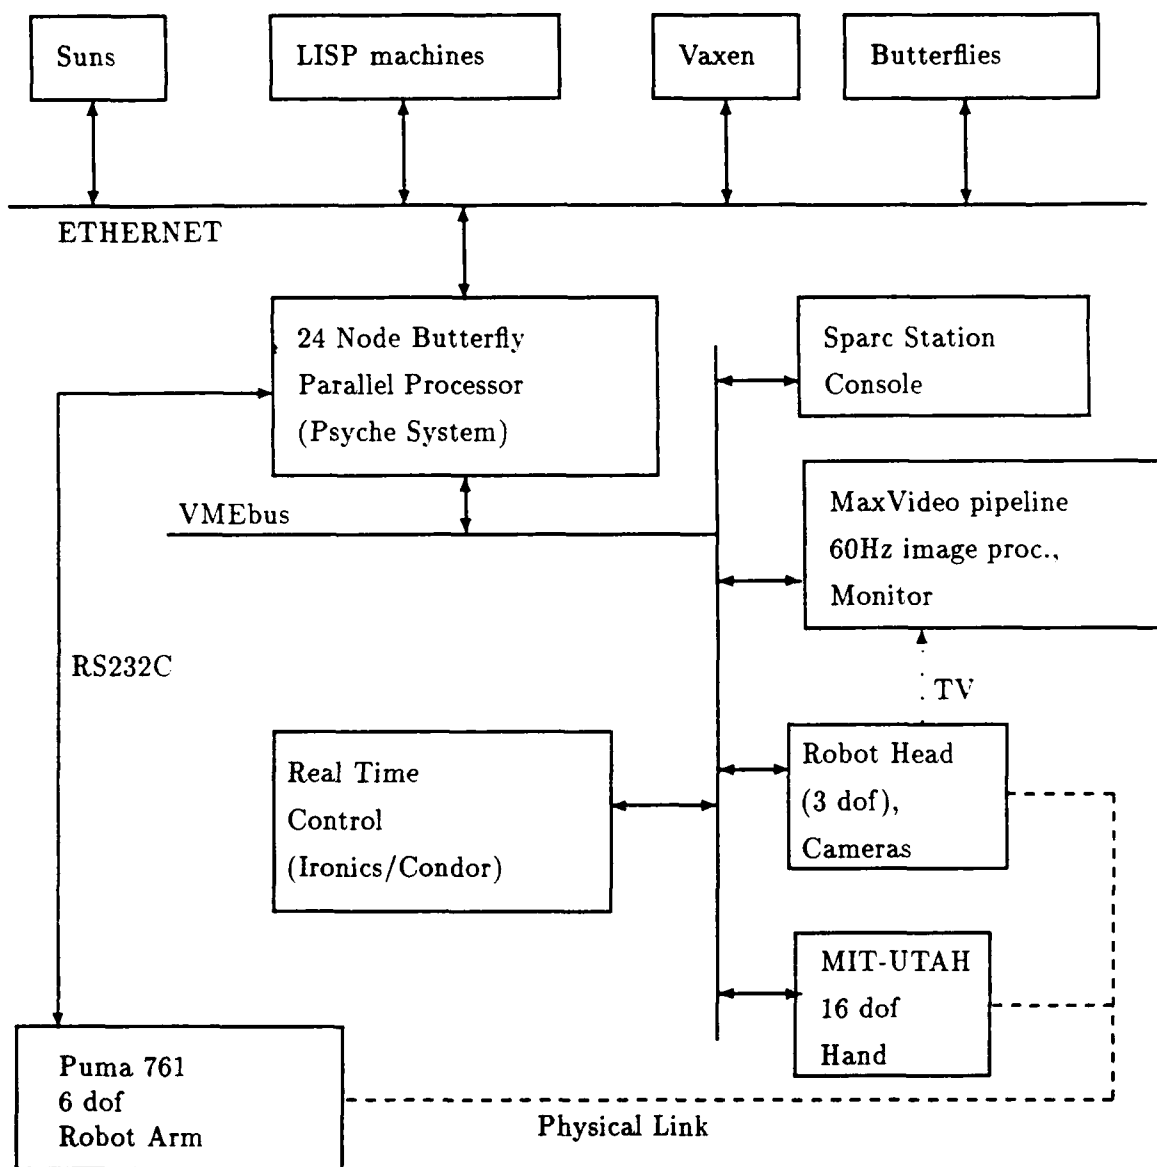 Suns
LISP machines
Vaxen
Butterflies
ETHERNET
24 Node Butterfly
Parallel Processor
(Psyche System)
Sparc Station
Console
VMEbus
MaxVideo pipeline
60Hz image proc.,
Monitor
RS232C
TV
Real Time
Control
(Ironics/Condor)
Robot Head
(3 dof),
Cameras
MIT-UTAH
16 dof
Hand
Puma 761
6 dof
Robot Arm
Physical Link